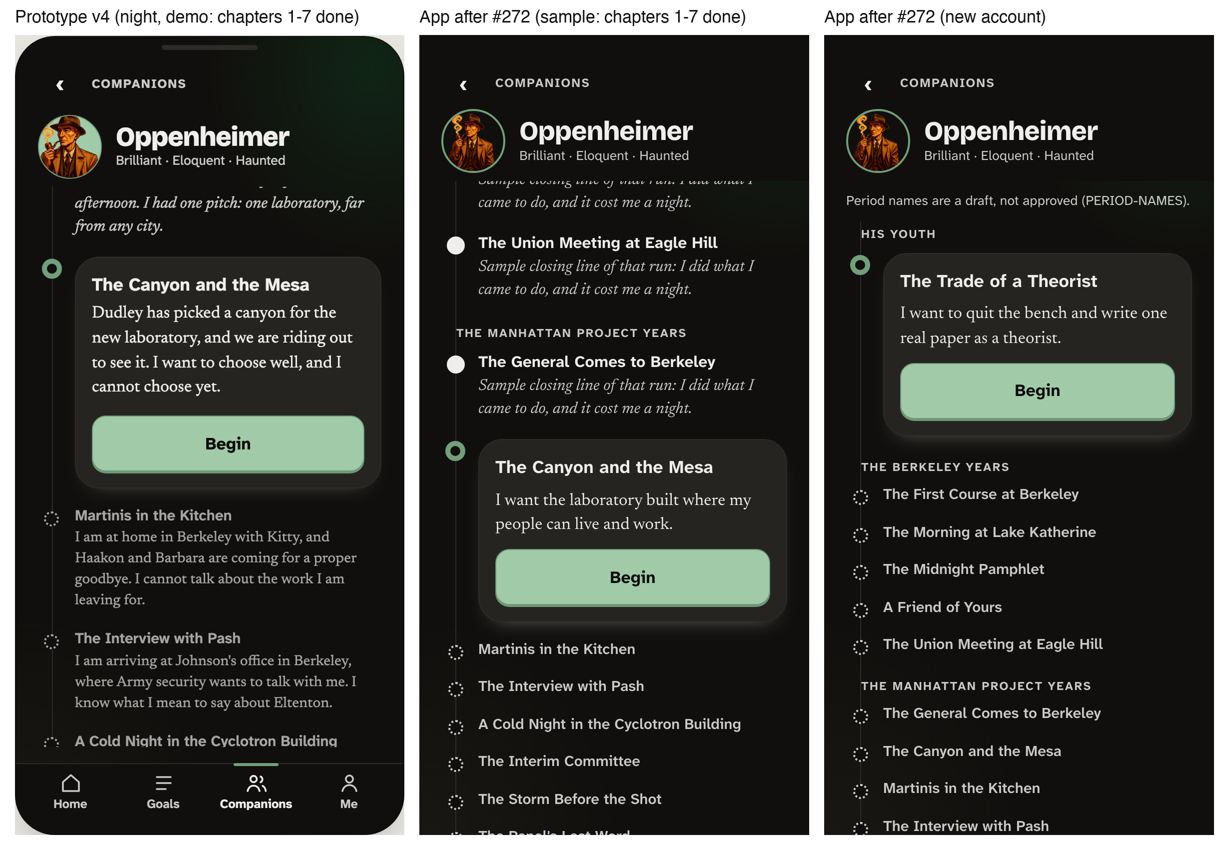 Prototype v4 (night, demo: chapters 1-7 done)
COMPANIONS
Oppenheimer
Brilliant · Eloquent · Haunted
afternoon. I had one pitch: one laboratory, far
from any city.
The Canyon and the Mesa
Dudley has picked a canyon for the
new laboratory, and we are riding out
to see it. I want to choose well, and I
cannot choose yet.
Begin
Martinis in the Kitchen
I am at home in Berkeley with Kitty, and
Haakon and Barbara are coming for a proper
goodbye. I cannot talk about the work I am
leaving for.
The Interview with Pash
I am arriving at Johnson's office in Berkeley,
where Army security wants to talk with me. I
know what I mean to say about Eltenton.
A Cold Night in the Cyclotron Building
Home
Goals
Companions
Me
App after #272 (sample: chapters 1-7 done)
COMPANIONS
Oppenheimer
Brilliant · Eloquent · Haunted
Sample closing line of that run: I did what I
came to do, and it cost me a night.
The Union Meeting at Eagle Hill
Sample closing line of that run: I did what I
came to do, and it cost me a night.
THE MANHATTAN PROJECT YEARS
The General Comes to Berkeley
Sample closing line of that run: I did what I
came to do, and it cost me a night.
The Canyon and the Mesa
I want the laboratory built where my
people can live and work.
Begin
Martinis in the Kitchen
The Interview with Pash
A Cold Night in the Cyclotron Building
The Interim Committee
The Storm Before the Shot
The Panel's Last Word
App after #272 (new account)
COMPANIONS
Oppenheimer
Brilliant · Eloquent · Haunted
Period names are a draft, not approved (PERIOD-NAMES).
HIS YOUTH
The Trade of a Theorist
I want to quit the bench and write one
real paper as a theorist.
Begin
THE BERKELEY YEARS
The First Course at Berkeley
The Morning at Lake Katherine
The Midnight Pamphlet
A Friend of Yours
The Union Meeting at Eagle Hill
THE MANHATTAN PROJECT YEARS
The General Comes to Berkeley
The Canyon and the Mesa
Martinis in the Kitchen
The Interview with Pash